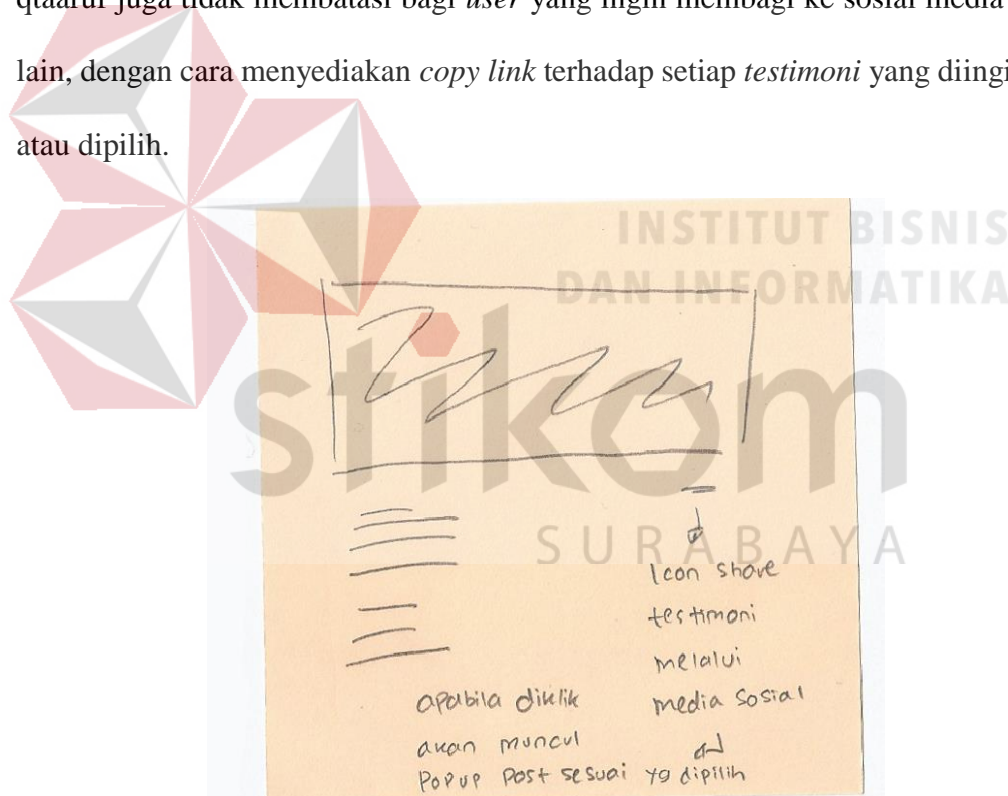 qtaaruf juga tidak membatasi bagi user yang ingin membagi ke sosial media
lain, dengan cara menyediakan copy link terhadap setiap testimoni yang diingi
atau dipilih.
INSTITUT BISNIS
DAN INFORMATIKA
stikom
SURABAYA
Icon share
testimoni
melalui
media sosial
apabila diklik
akan muncul
Popup Post sesuai yg dipilih